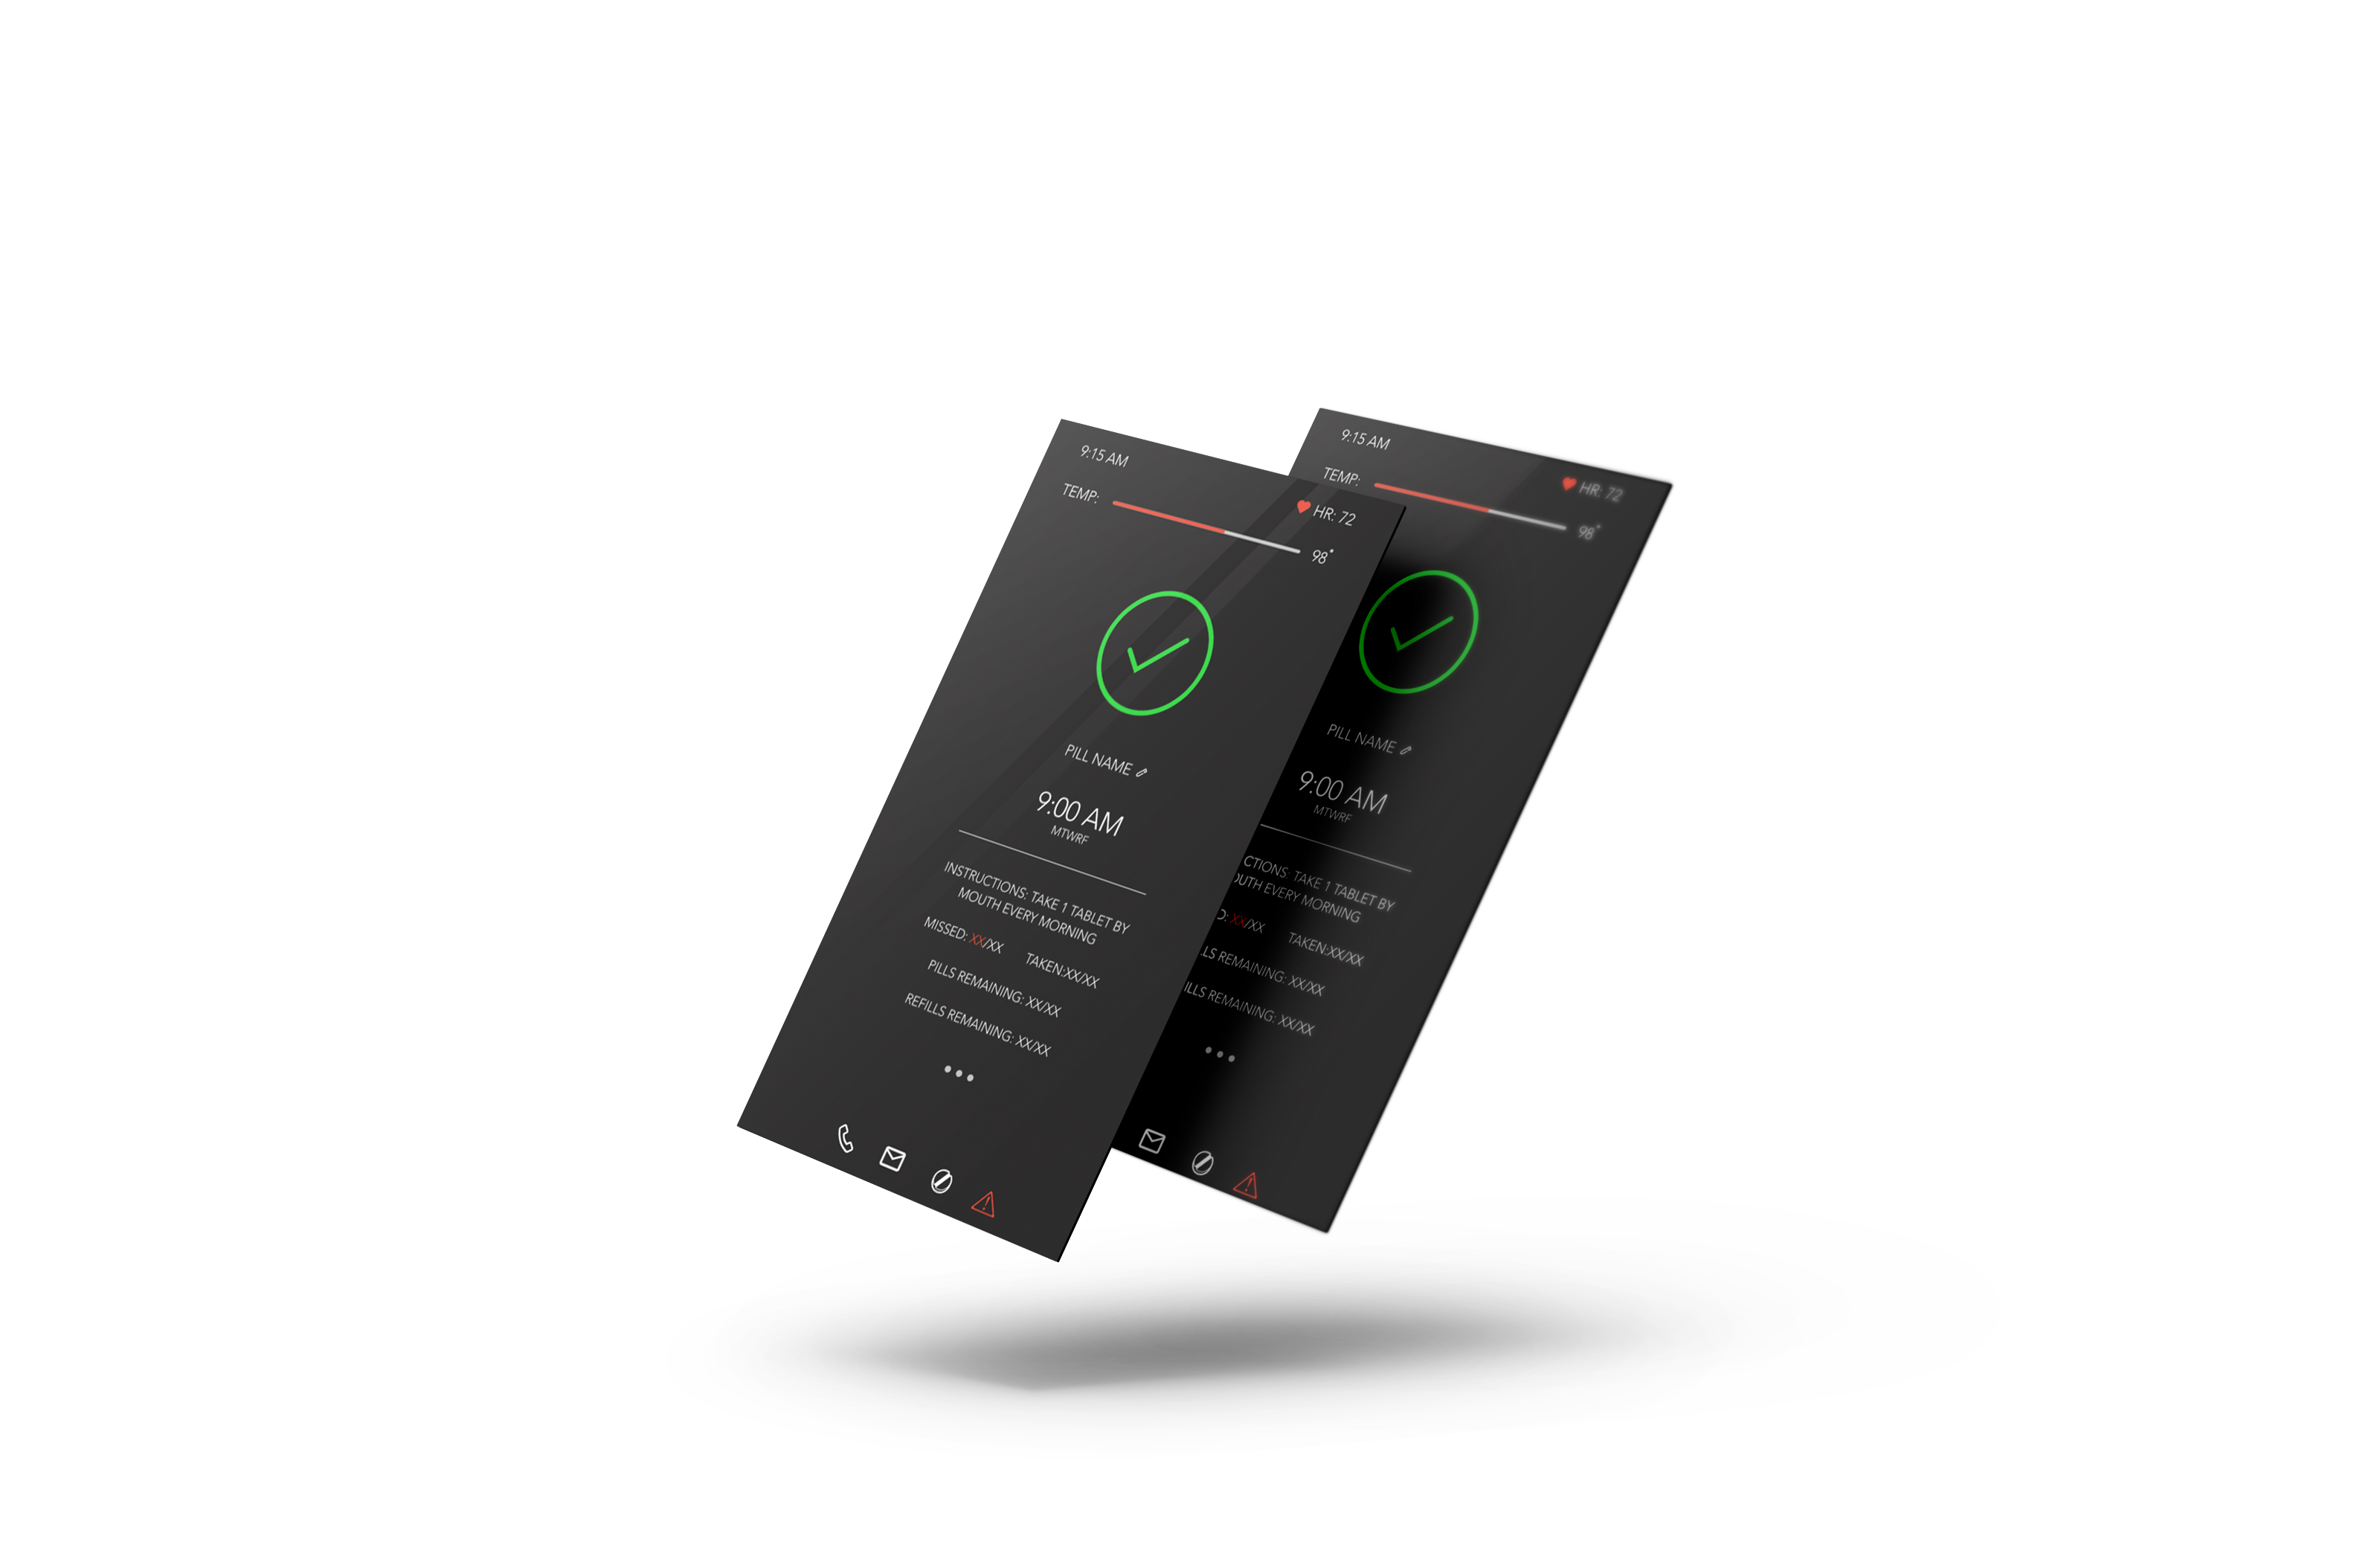 9:15 AM
HR: 72
TEMP: 98°
PILL NAME
9:00 AM
MTWRF
INSTRUCTIONS: TAKE 1 TABLET BY
MOUTH EVERY MORNING
MISSED: XX/XX TAKEN:XX/XX
PILLS REMAINING: XX/XX
REFILLS REMAINING: XX/XX
9:15 AM
HR: 72
TEMP: 98°
PILL NAME
9:00 AM
MTWRF
CTIONS: TAKE 1 TABLET BY
OUTH EVERY MORNING
D: XX/XX TAKEN:XX/XX
LLS REMAINING: XX/XX
ILLS REMAINING: XX/XX